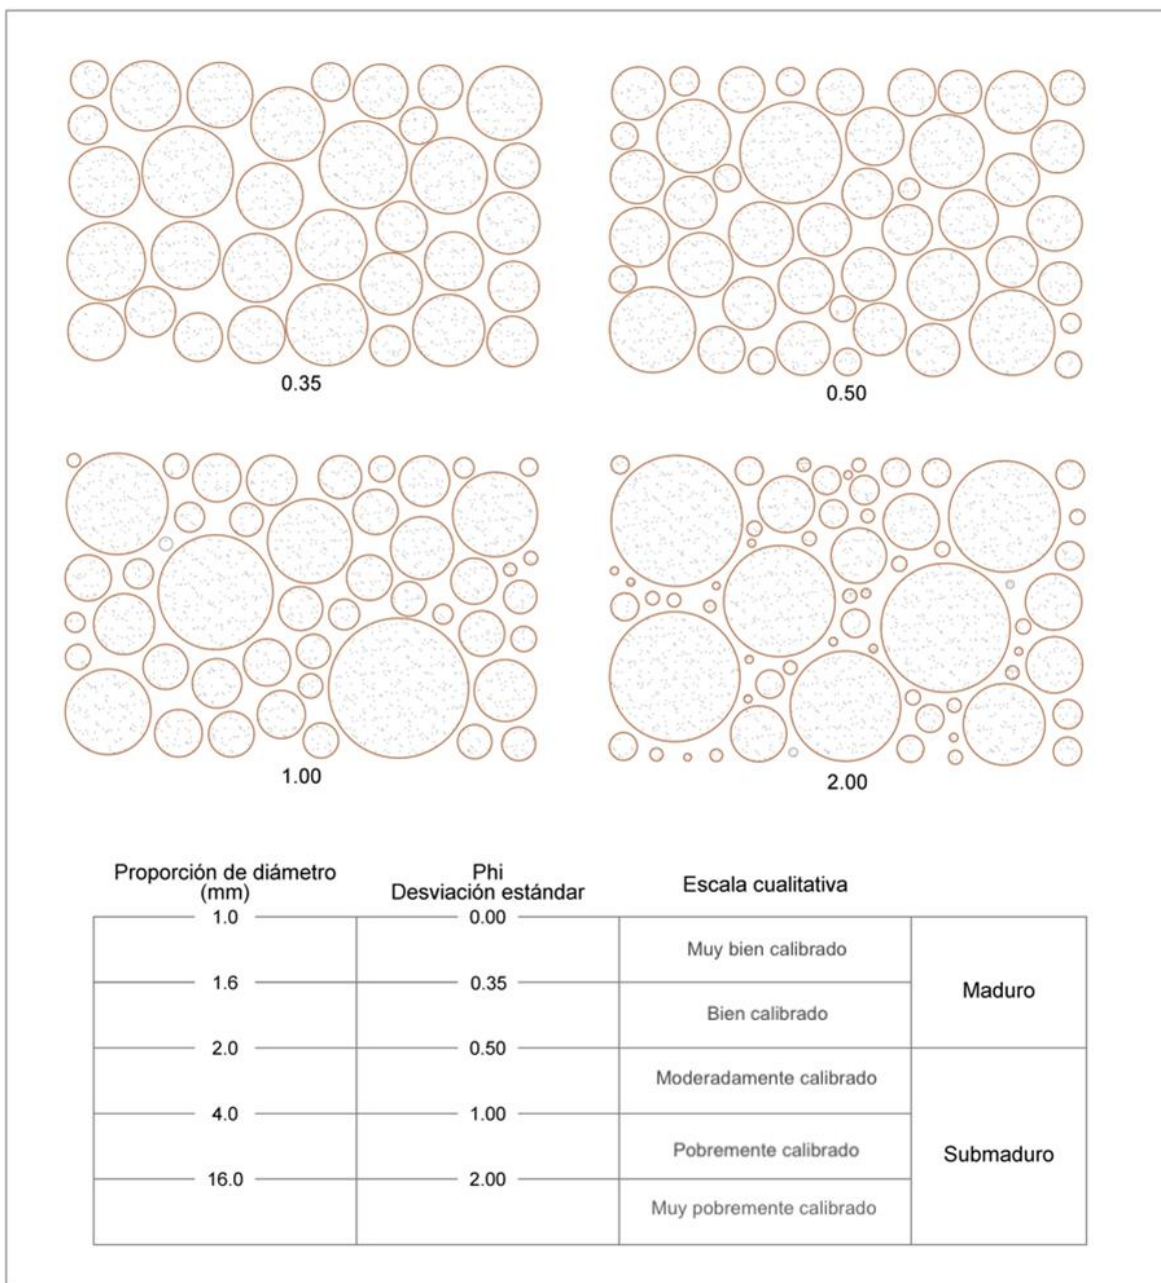 0.35
0.50
1.00
2.00
Proporción de diámetro
(mm)
Phi
Desviación estándar
Escala cualitativa
1.0
0.00
Muy bien calibrado
Maduro
1.6
0.35
Bien calibrado
2.0
0.50
Moderadamente calibrado
4.0
1.00
Pobremente calibrado
Submaduro
16.0
2.00
Muy pobremente calibrado